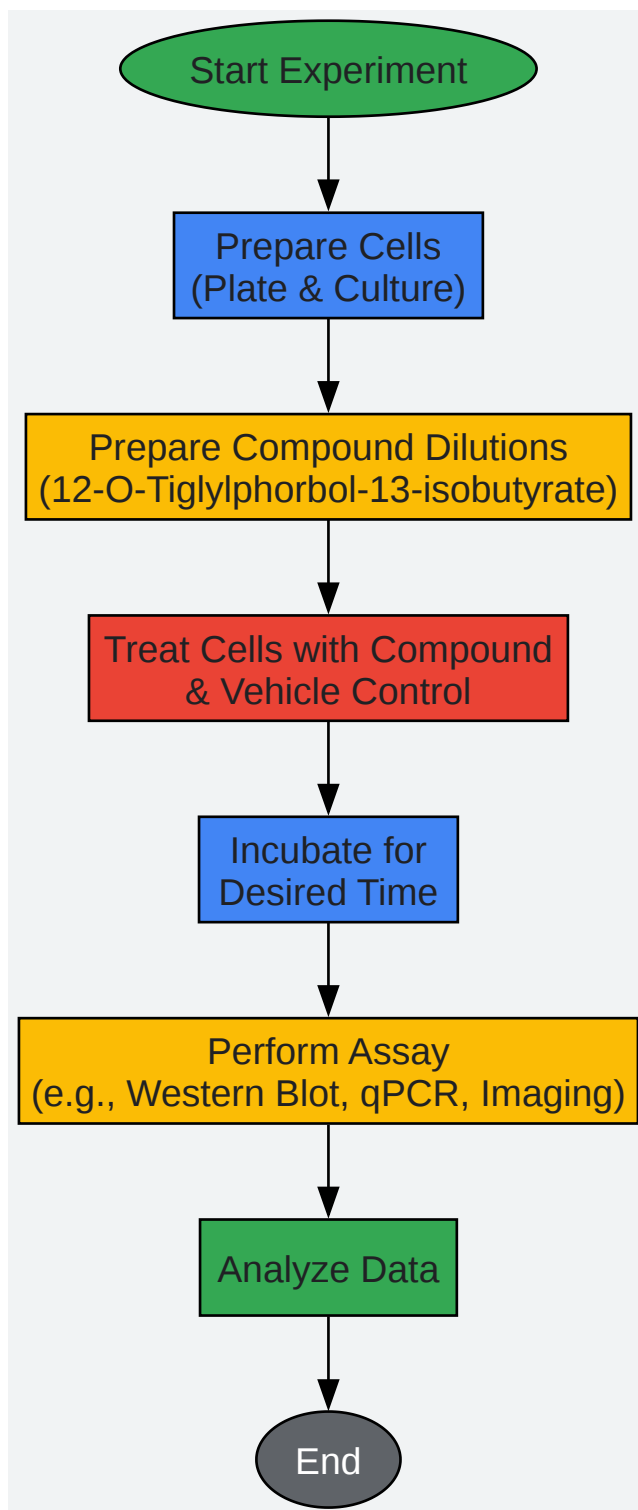 Start Experiment
Prepare Cells
(Plate & Culture)
Prepare Compound Dilutions
(12-O-Tiglylphorbol-13-isobutyrate)
Treat Cells with Compound
& Vehicle Control
Incubate for
Desired Time
Perform Assay
(e.g., Western Blot, qPCR, Imaging)
Analyze Data
End